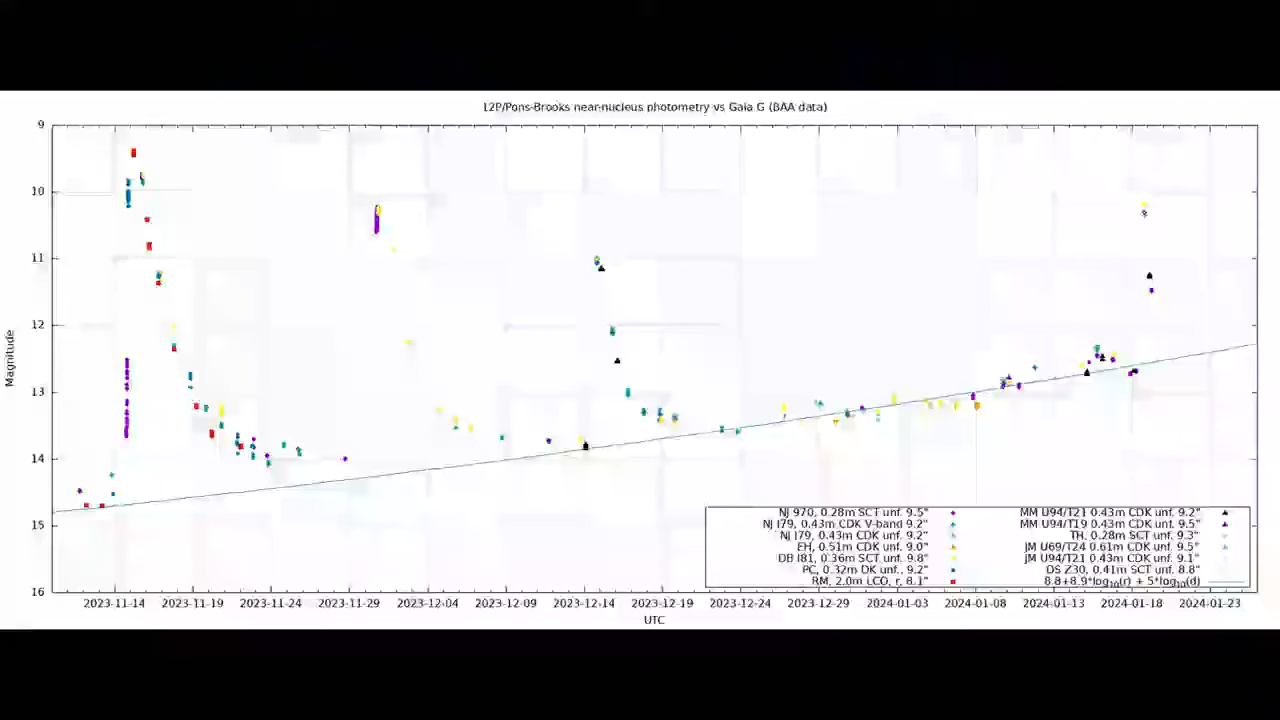 12P/Pons-Brooks near-nucleus photometry vs Gaia G (BAA data)
9
10
11
12
13
14
15
16
Magnitude
NJ 970, 0.28m SCT unf. 9.5"
NJ I79, 0.43m CDK V-band 9.2"
NJ I79, 0.43m CDK unf. 9.2"
EH, 0.51m CDK unf. 9.0"
DB I81, 0.36m SCT unf. 9.8"
PC, 0.32m DK unf., 9.2"
RM, 2.0m LCO, r, 8.1"
MM U94/T21 0.43m CDK unf. 9.2"
MM U94/T19 0.43m CDK unf. 9.5"
TH, 0.28m SCT unf. 9.3"
JM U69/T24 0.61m CDK unf. 9.5"
JM U94/T21 0.43m CDK unf. 9.1"
OS Z30, 0.41m SCT unf. 8.8"
8.8+8.9*log10(r) + 5*log10(d)
2023-11-14 2023-11-19 2023-11-24 2023-11-29 2023-12-04 2023-12-09 2023-12-14 2023-12-19 2023-12-24 2023-12-29 2024-01-03 2024-01-08 2024-01-13 2024-01-18 2024-01-23
UTC